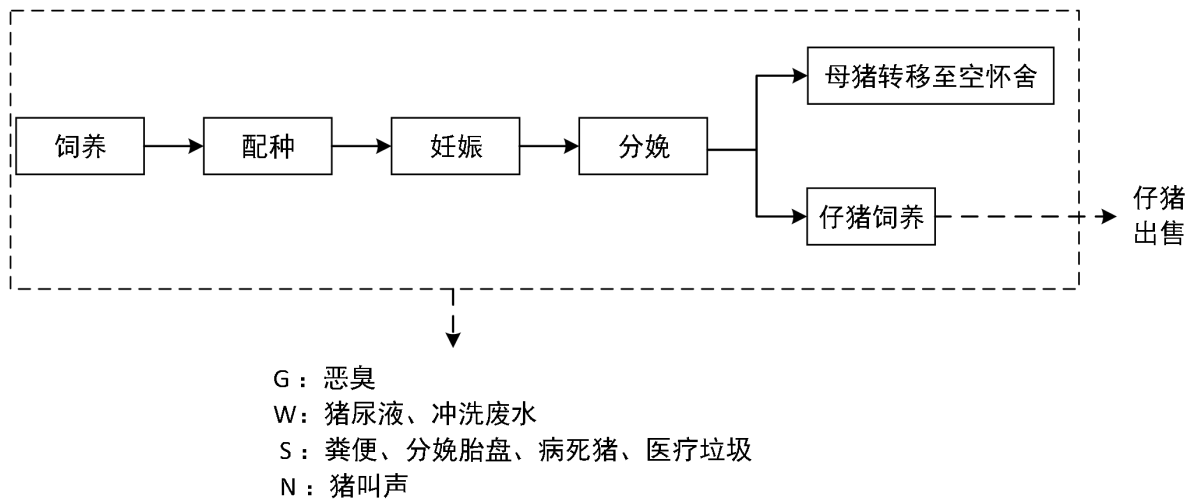 母猪转移至空怀舍
饲养
配种
妊娠
分娩
仔猪饲养
仔猪
出售
G：恶臭
W：猪尿液、冲洗废水
S：粪便、分娩胎盘、病死猪、医疗垃圾
N：猪叫声